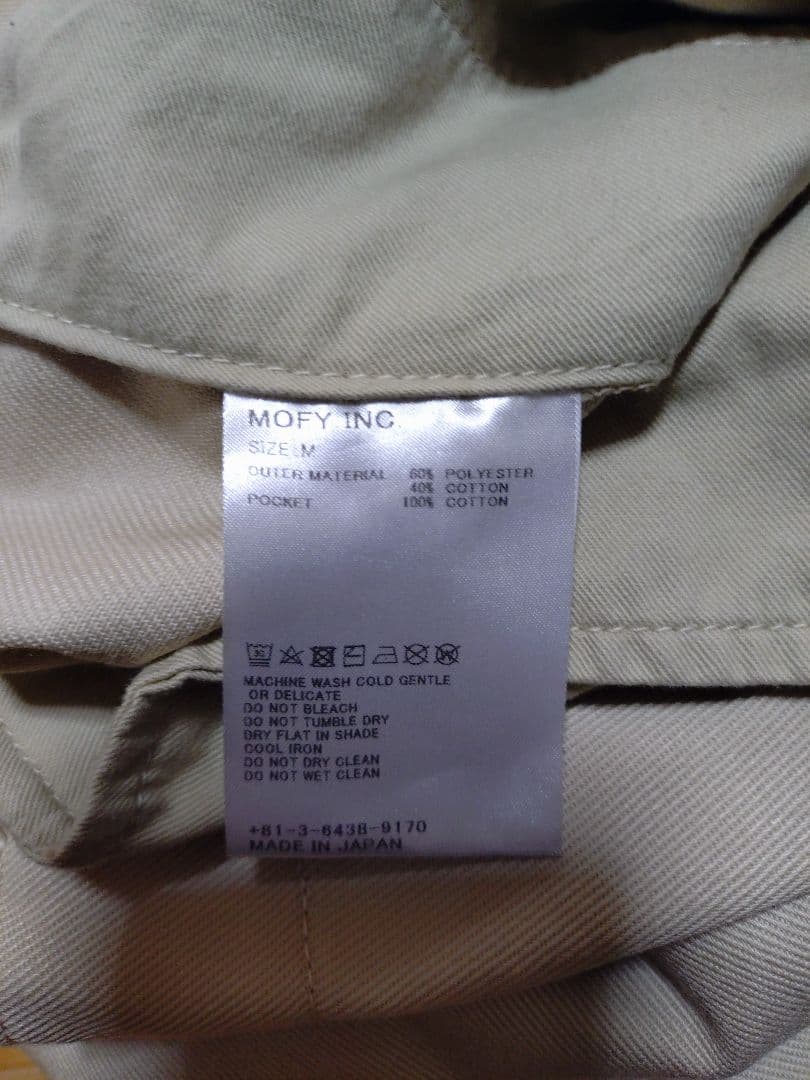 MOFY INC.
SIZE:M
OUTER MATERIAL 60% POLYESTER
40% COTTON
POCKET 100% COTTON
30
MACHINE WASH COLD GENTLE
OR DELICATE
DO NOT BLEACH
DO NOT TUMBLE DRY
DRY FLAT IN SHADE
COOL IRON
DO NOT DRY CLEAN
DO NOT WET CLEAN
+81-3-6438-9170
MADE IN JAPAN